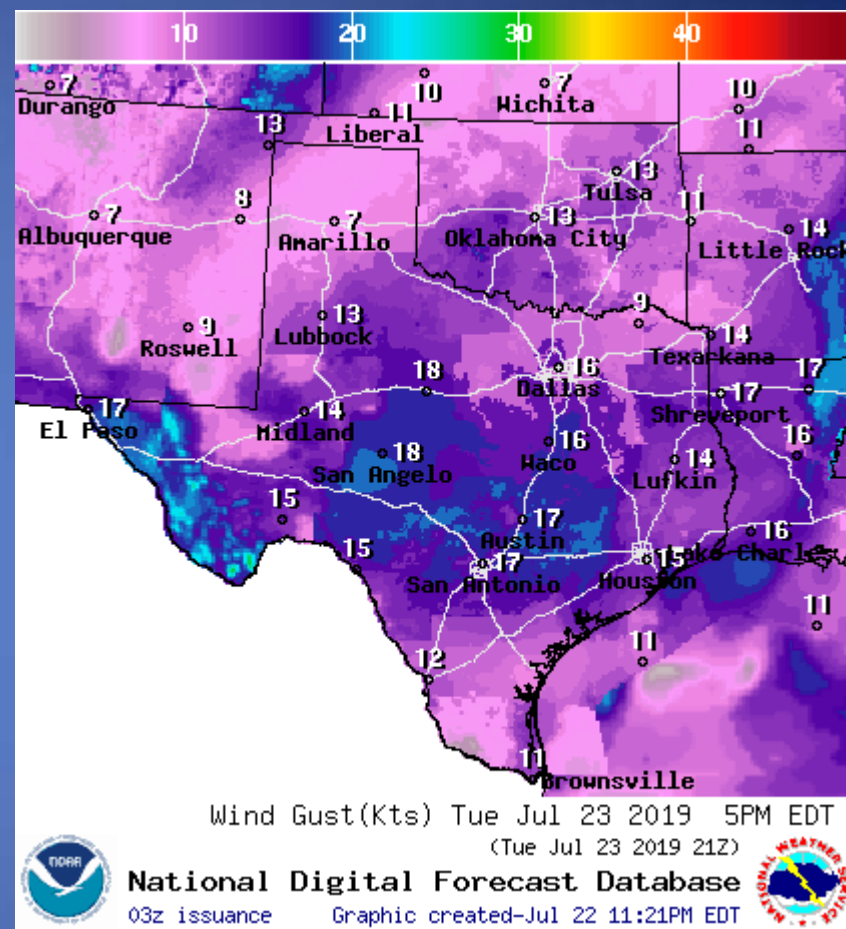 10 20 30 40
7 10 7 10
Durango Wichita
11 11
Liberal
13 13
Tulsa
7 8 7 13 11 14
Albuquerque Amarillo Oklahoma City Little Rock
9 13 9
Roswell Lubbock
14
Texarkana
18 16 17
Dallas
17 14 17
El Paso Midland Shreveport
18 16 14 16
San Angelo Waco Lufkin
15 17 16
Austin Lake Charl
15 17 15
San Antonio Houston
11
12 11
11
Brownsville
Wind Gust(Kts) Tue Jul 23 2019 5PM EDT
(Tue Jul 23 2019 21Z)
NOAA
NATIONAL WEATHER SERVICE
National Digital Forecast Database
03z issuance Graphic created-Jul 22 11:21PM EDT